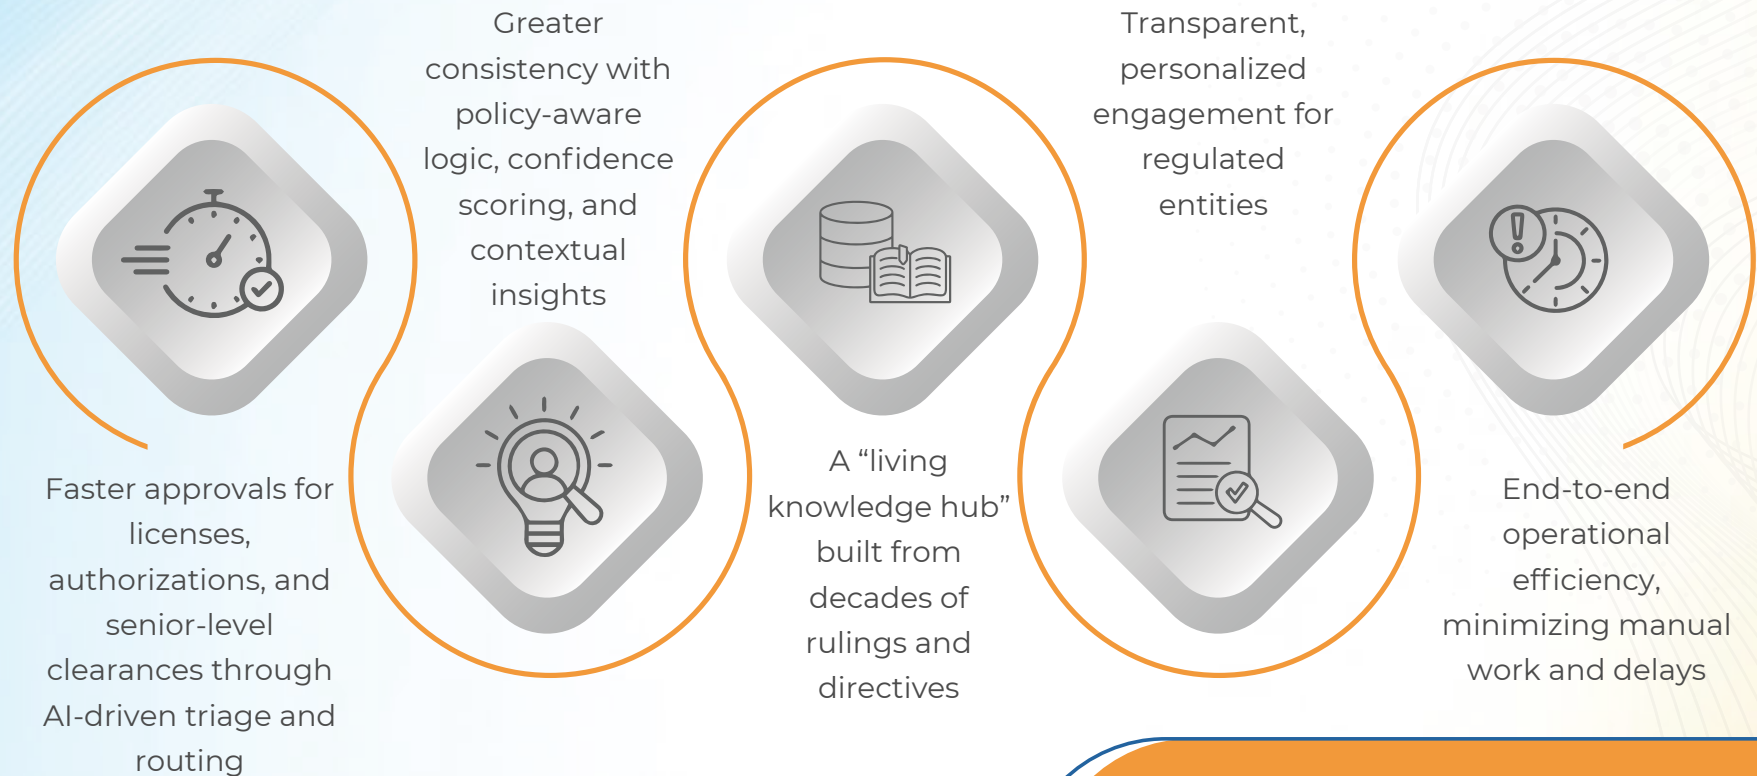 Faster approvals for
licenses,
authorizations, and
senior-level
clearances through
AI-driven triage and
routing
Greater
consistency with
policy-aware
logic, confidence
scoring, and
contextual
insights
A “living
knowledge hub”
built from
decades of
rulings and
directives
Transparent,
personalized
engagement for
regulated
entities
End-to-end
operational
efficiency,
minimizing manual
work and delays